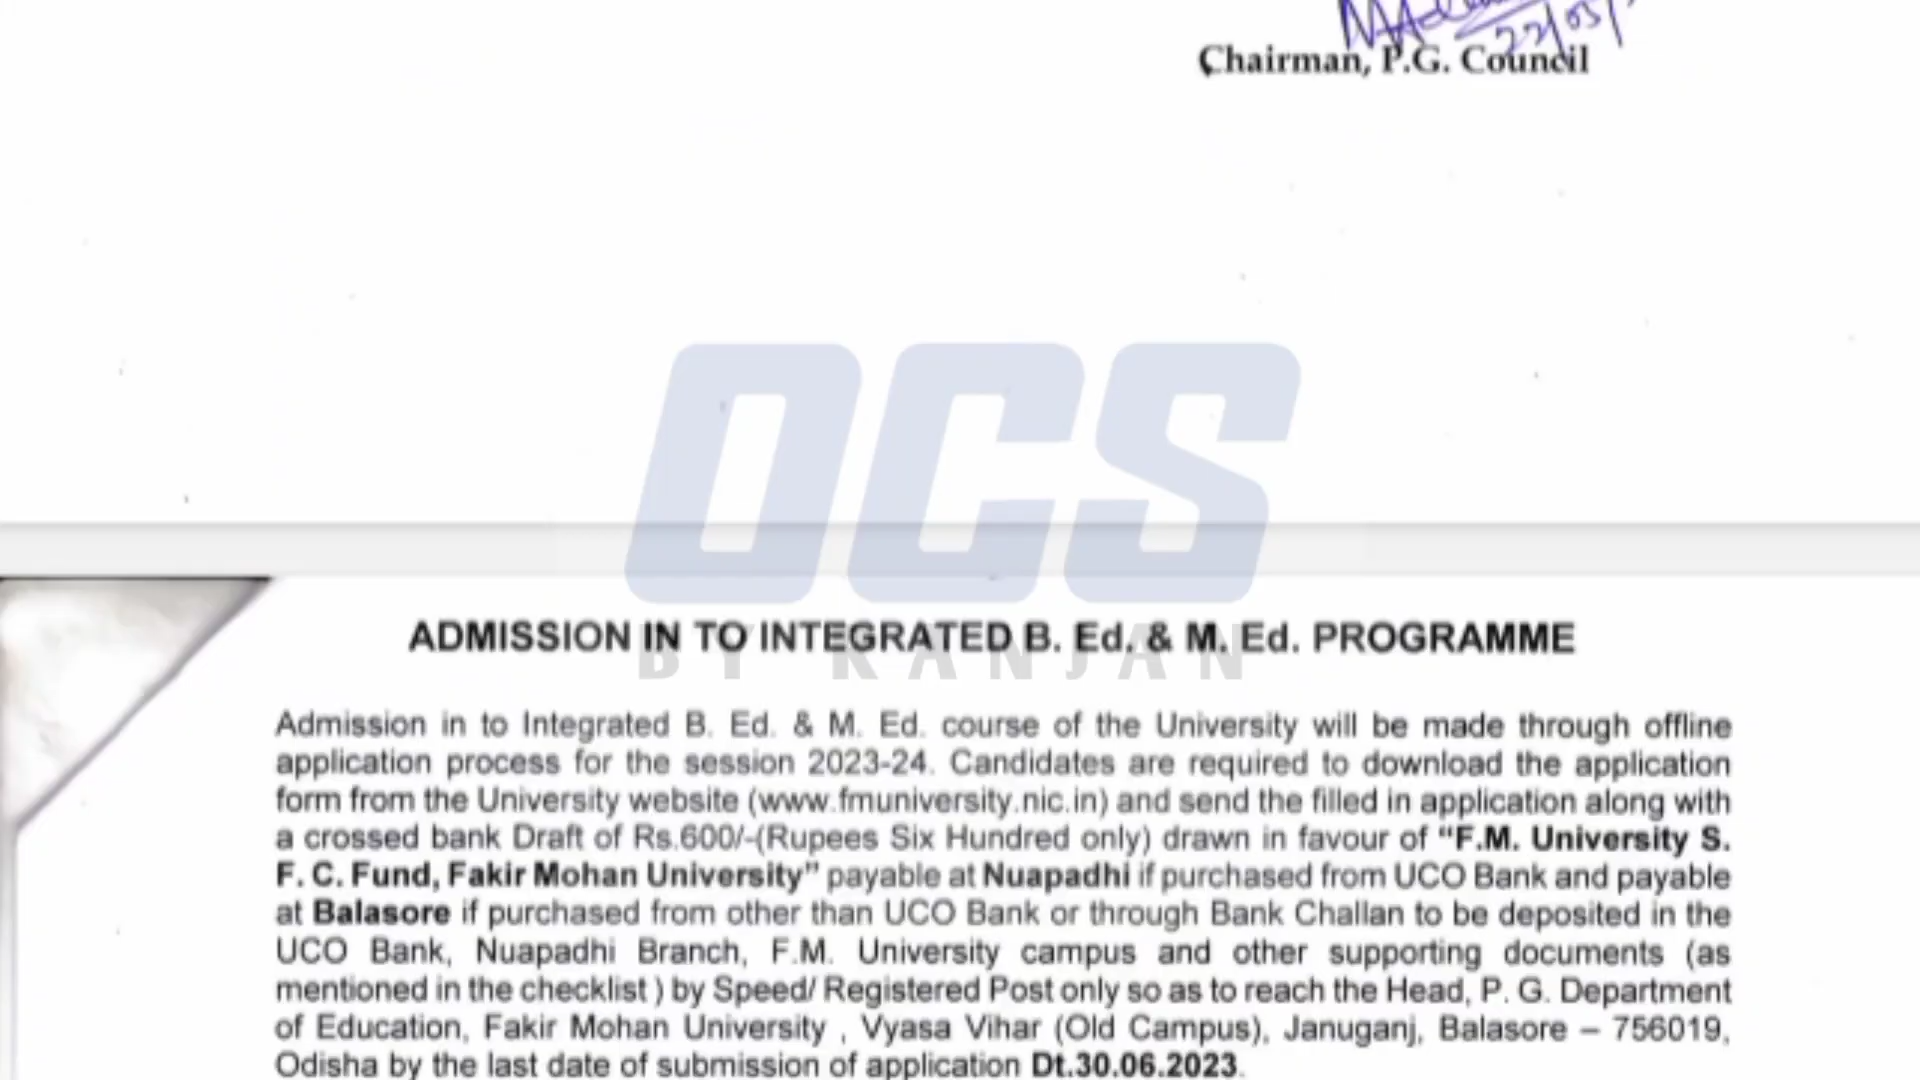 22/05/
Chairman, P.G. Council
OCS
BY RANJAN
ADMISSION IN TO INTEGRATED B. Ed. & M. Ed. PROGRAMME
Admission in to Integrated B. Ed. & M. Ed. course of the University will be made through offline
application process for the session 2023-24. Candidates are required to download the application
form from the University website (www.fmuniversity.nic.in) and send the filled in application along with
a crossed bank Draft of Rs.600/-(Rupees Six Hundred only) drawn in favour of “F.M. University S.
F. C. Fund, Fakir Mohan University” payable at Nuapadhi if purchased from UCO Bank and payable
at Balasore if purchased from other than UCO Bank or through Bank Challan to be deposited in the
UCO Bank, Nuapadhi Branch, F.M. University campus and other supporting documents (as
mentioned in the checklist ) by Speed/ Registered Post only so as to reach the Head, P. G. Department
of Education, Fakir Mohan University , Vyasa Vihar (Old Campus), Januganj, Balasore – 756019,
Odisha by the last date of submission of application Dt.30.06.2023.